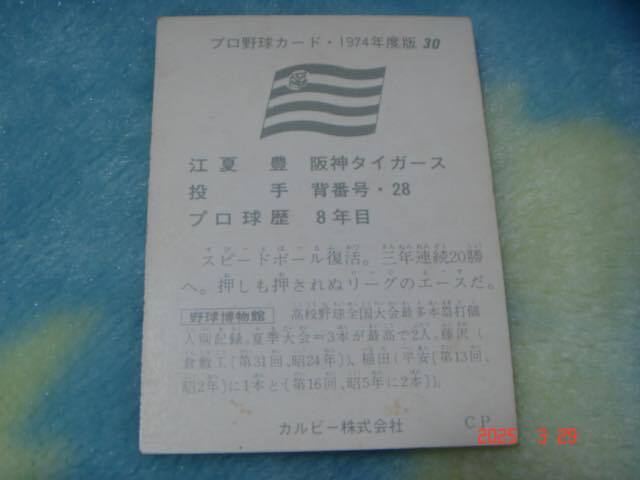 プロ野球カード・1974年度版 30
江夏 豊 阪神タイガース
投手 背番号・28
プロ球歴 8年目
スピードボール復活。三年連続20勝
へ。押しも押されぬリーグのエースだ。
野球博物館 高校野球全国大会最多本塁打個
人別記録。夏季大会＝3本が最高で2人。藤沢（
倉敷工〔第31回、昭24年〕）、稲田（平安〔第13回、
昭2年〕に1本と〔第16回、昭5年に2本〕）。
カルビー株式会社
C P
2025 3 29